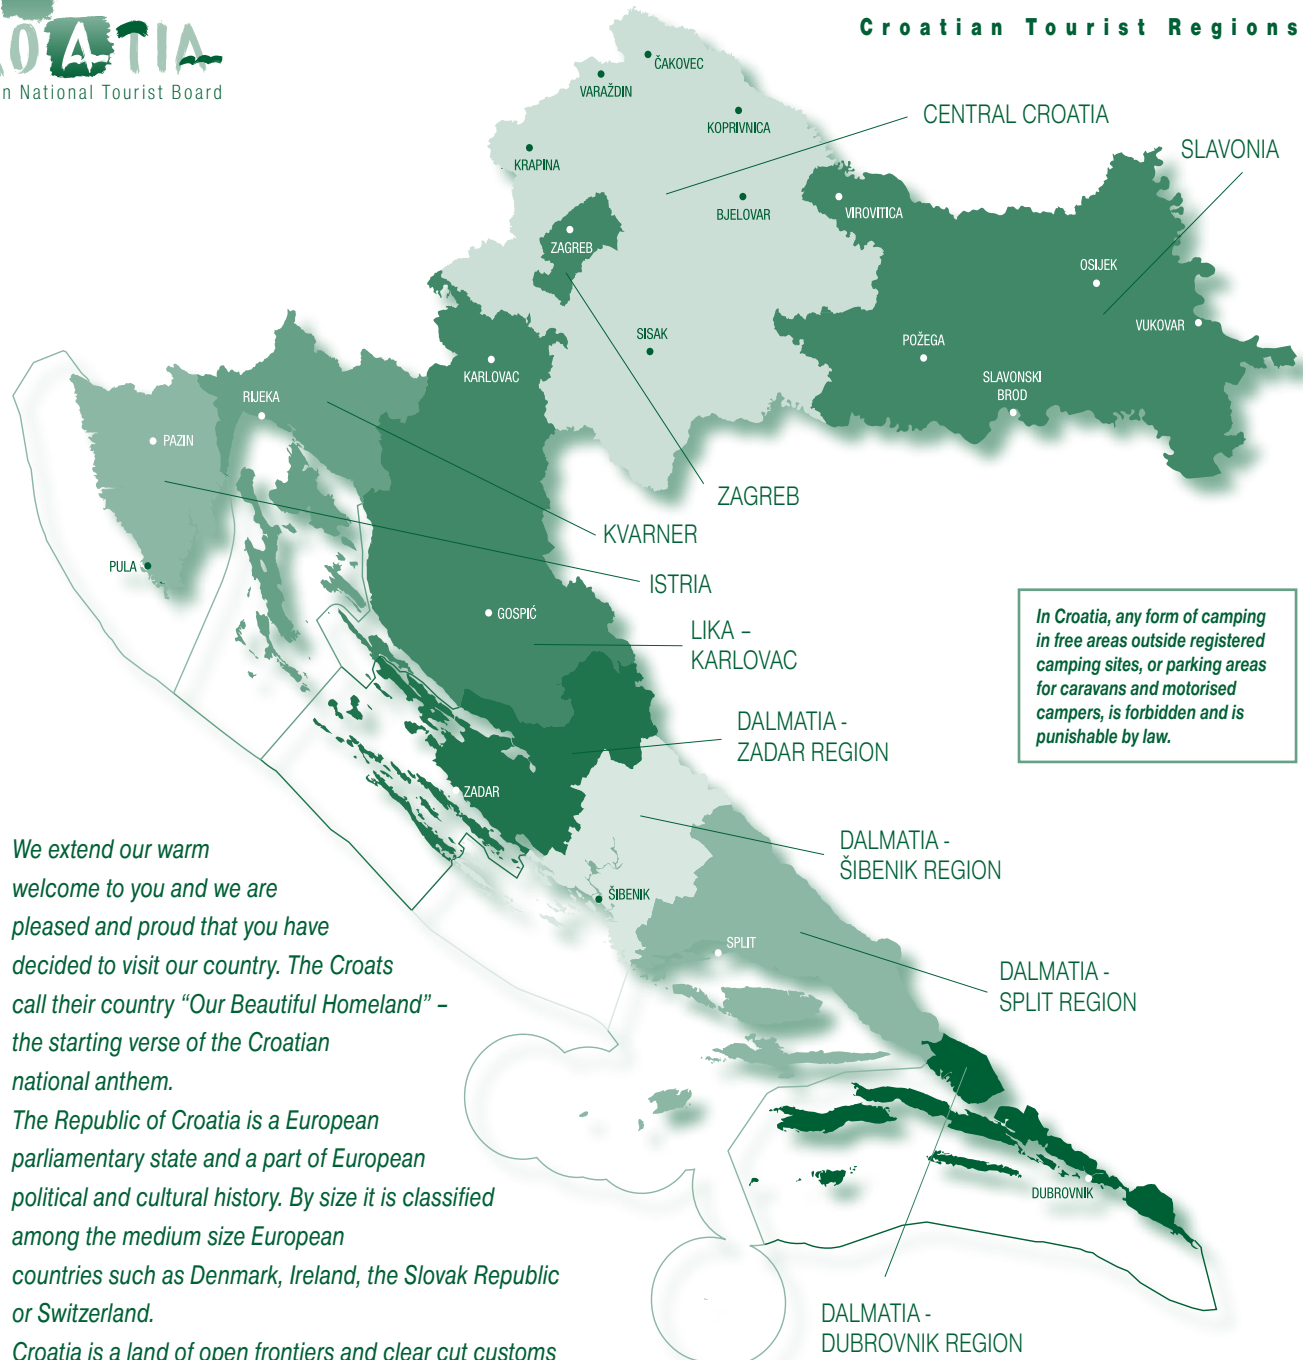 Croatian Tourist Regions
OATIA
n National Tourist Board
ČAKOVEC
VARAŽDIN
KOPRIVNICA
CENTRAL CROATIA
SLAVONIA
KRAPINA
BJELOVAR
VIROVITICA
ZAGREB
OSIJEK
VUKOVAR
SISAK
POŽEGA
KARLOVAC
SLAVONSKI
BROD
RIJEKA
PAZIN
ZAGREB
KVARNER
PULA
ISTRIA
GOSPIĆ
LIKA –
KARLOVAC
In Croatia, any form of camping
in free areas outside registered
camping sites, or parking areas
for caravans and motorised
campers, is forbidden and is
punishable by law.
DALMATIA -
ZADAR REGION
ZADAR
DALMATIA -
ŠIBENIK REGION
ŠIBENIK
SPLIT
DALMATIA -
SPLIT REGION
DUBROVNIK
DALMATIA -
DUBROVNIK REGION
We extend our warm
welcome to you and we are
pleased and proud that you have
decided to visit our country. The Croats
call their country “Our Beautiful Homeland” –
the starting verse of the Croatian
national anthem.
The Republic of Croatia is a European
parliamentary state and a part of European
political and cultural history. By size it is classified
among the medium size European
countries such as Denmark, Ireland, the Slovak Republic
or Switzerland.
Croatia is a land of open frontiers and clear cut customs